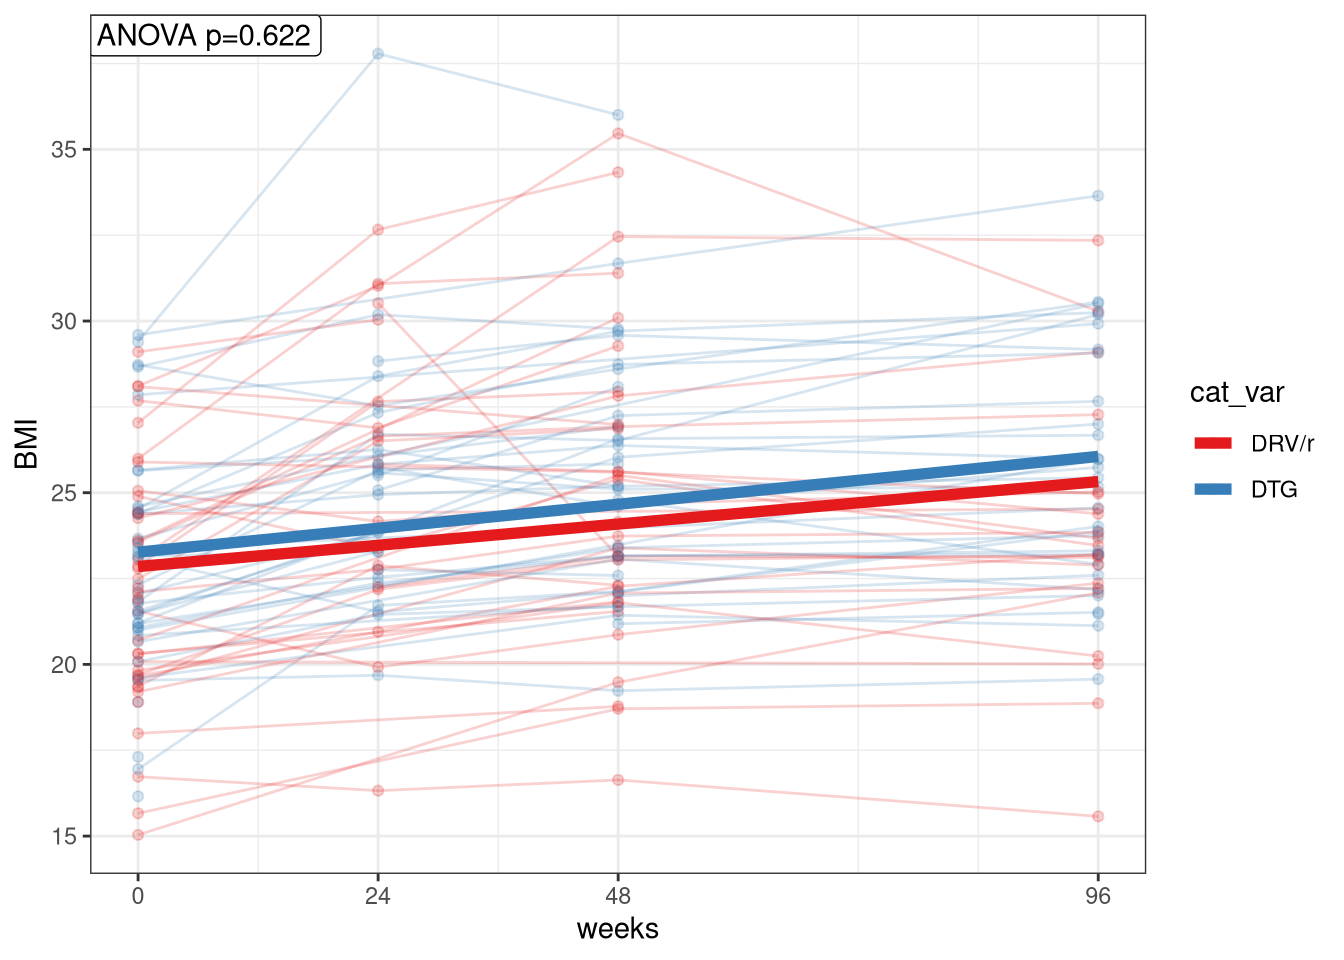 ANOVA p=0.622
35
30
25
20
15
BMI
0 24 48 96
weeks
cat_var
DRV/r
DTG